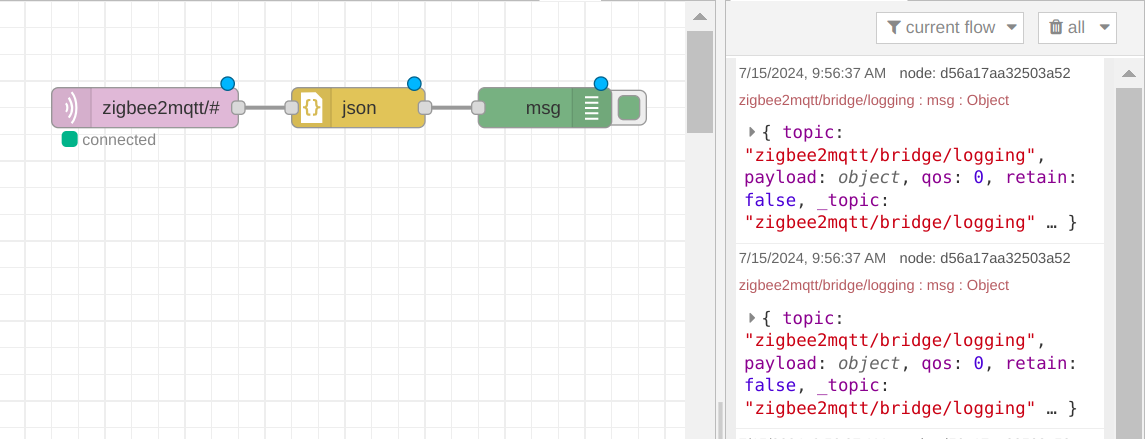 current flow
all
zigbee2mqtt/#
{}
json
msg
connected
7/15/2024, 9:56:37 AM node: d56a17aa32503a52
zigbee2mqtt/bridge/logging : msg : Object
{ topic:
"zigbee2mqtt/bridge/logging",
payload: object, qos: 0, retain:
false, _topic:
"zigbee2mqtt/bridge/logging" … }
7/15/2024, 9:56:37 AM node: d56a17aa32503a52
zigbee2mqtt/bridge/logging : msg : Object
{ topic:
"zigbee2mqtt/bridge/logging",
payload: object, qos: 0, retain:
false, _topic:
"zigbee2mqtt/bridge/logging" … }